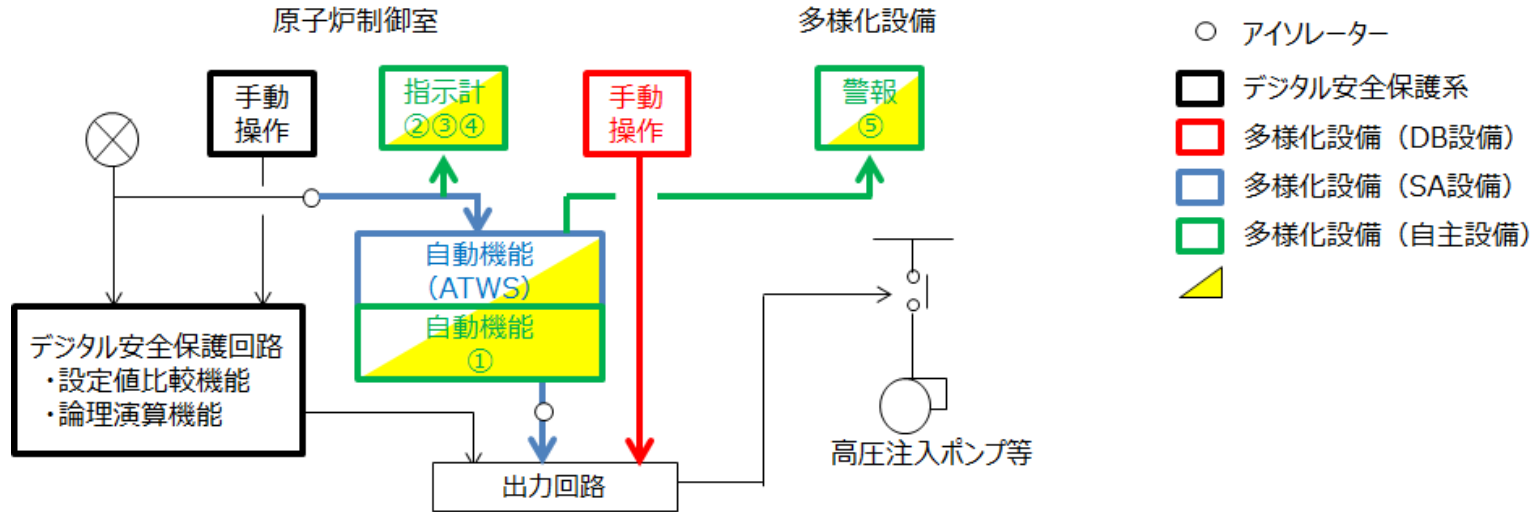 原子炉制御室
多様化設備
手動
操作
指示計
②③④
手動
操作
警報
⑤
自動機能
（ATWS）
自動機能
①
デジタル安全保護回路
・設定値比較機能
・論理演算機能
出力回路
高圧注入ポンプ等
アイソレーター
デジタル安全保護系
多様化設備（DB設備）
多様化設備（SA設備）
多様化設備（自主設備）